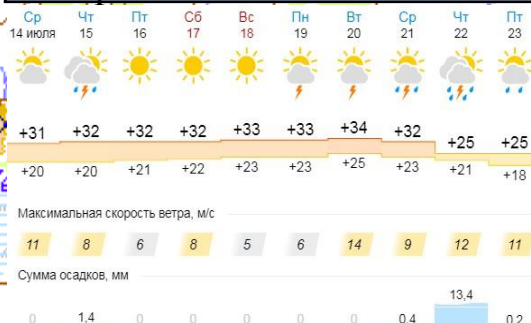 Ср Чт Пт Сб Вс Пн Вт Ср Чт Пт
14 июля 15 16 17 18 19 20 21 22 23
+31 +32 +32 +32 +33 +33 +34 +32 +25 +25
+20 +20 +21 +22 +23 +23 +25 +23 +21 +18
Максимальная скорость ветра, м/с
11 8 6 8 5 6 14 9 12 11
Сумма осадков, мм
0 1,4 0 0 0 0 0 0,4 13,4 0,2